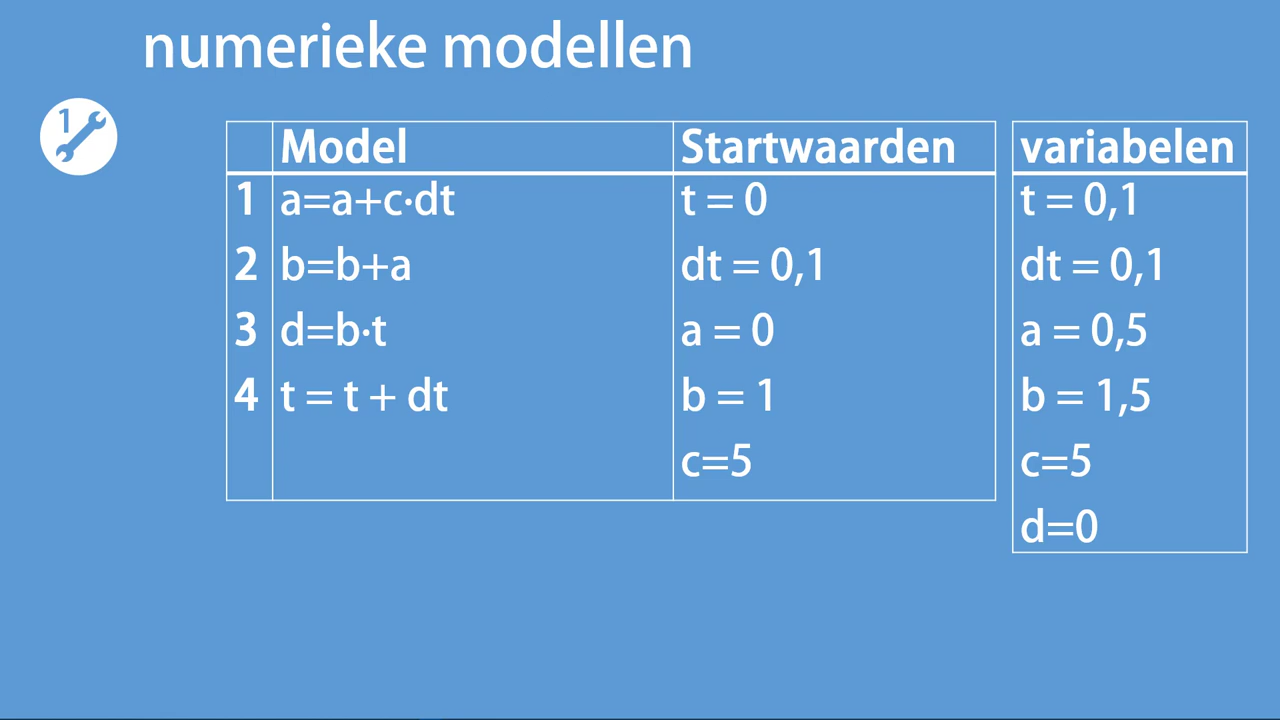 numerieke modellen
1
Model Startwaarden variabelen
1 a=a+c·dt t = 0 t = 0,1
2 b=b+a dt = 0,1 dt = 0,1
3 d=b·t a = 0 a = 0,5
4 t = t + dt b = 1 b = 1,5
c=5 c=5
d=0